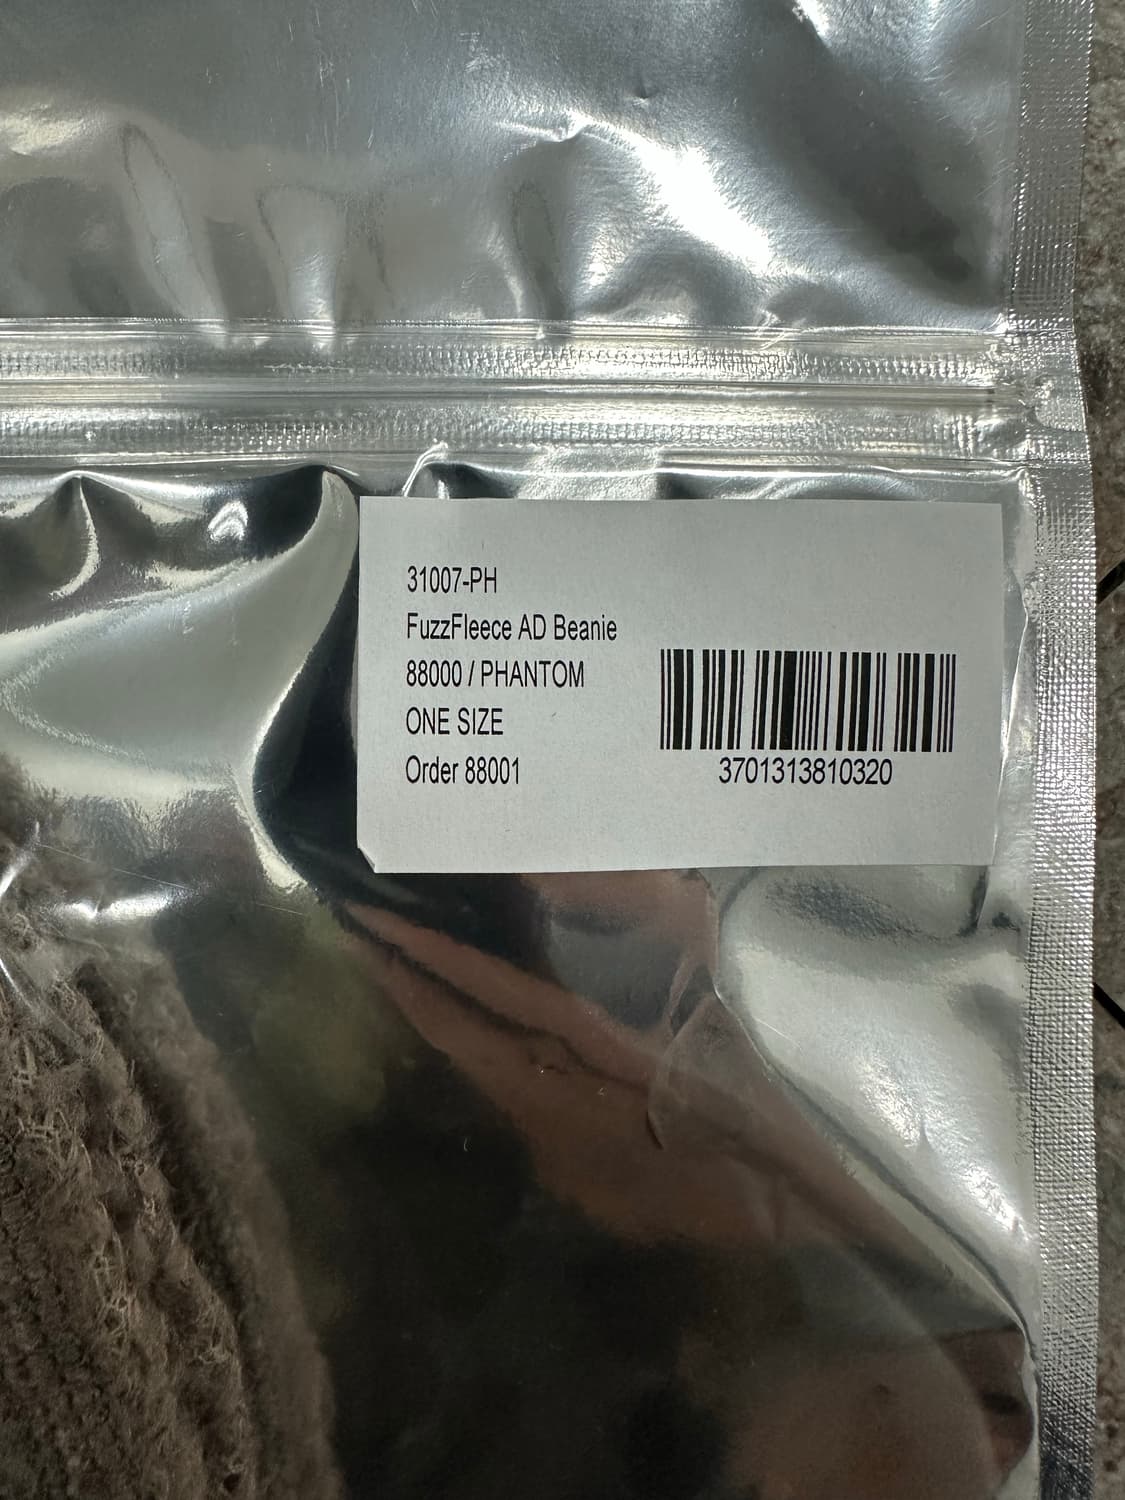 31007-PH
FuzzFleece AD Beanie
88000 / PHANTOM
ONE SIZE
Order 88001
3701313810320